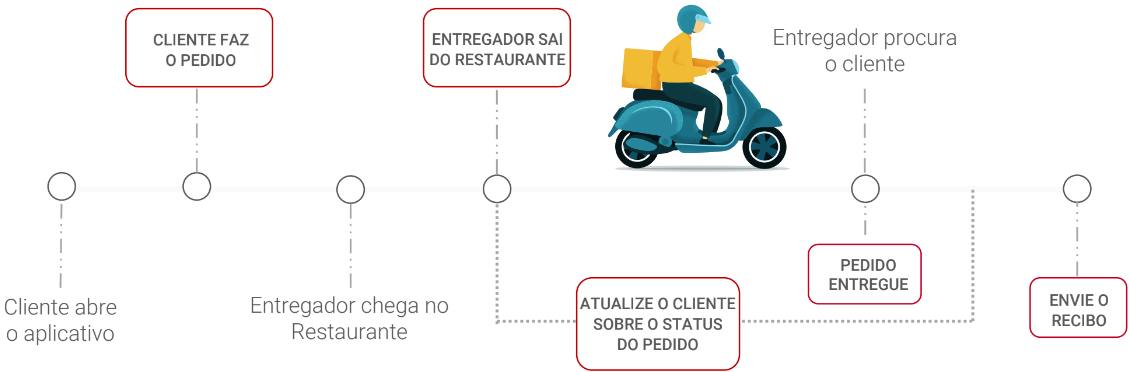 CLIENTE FAZ
O PEDIDO
ENTREGADOR SAI
DO RESTAURANTE
Entregador procura
o cliente
Cliente abre
o aplicativo
Entregador chega no
Restaurante
ATUALIZE O CLIENTE
SOBRE O STATUS
DO PEDIDO
PEDIDO
ENTREGUE
ENVIE O
RECIBO